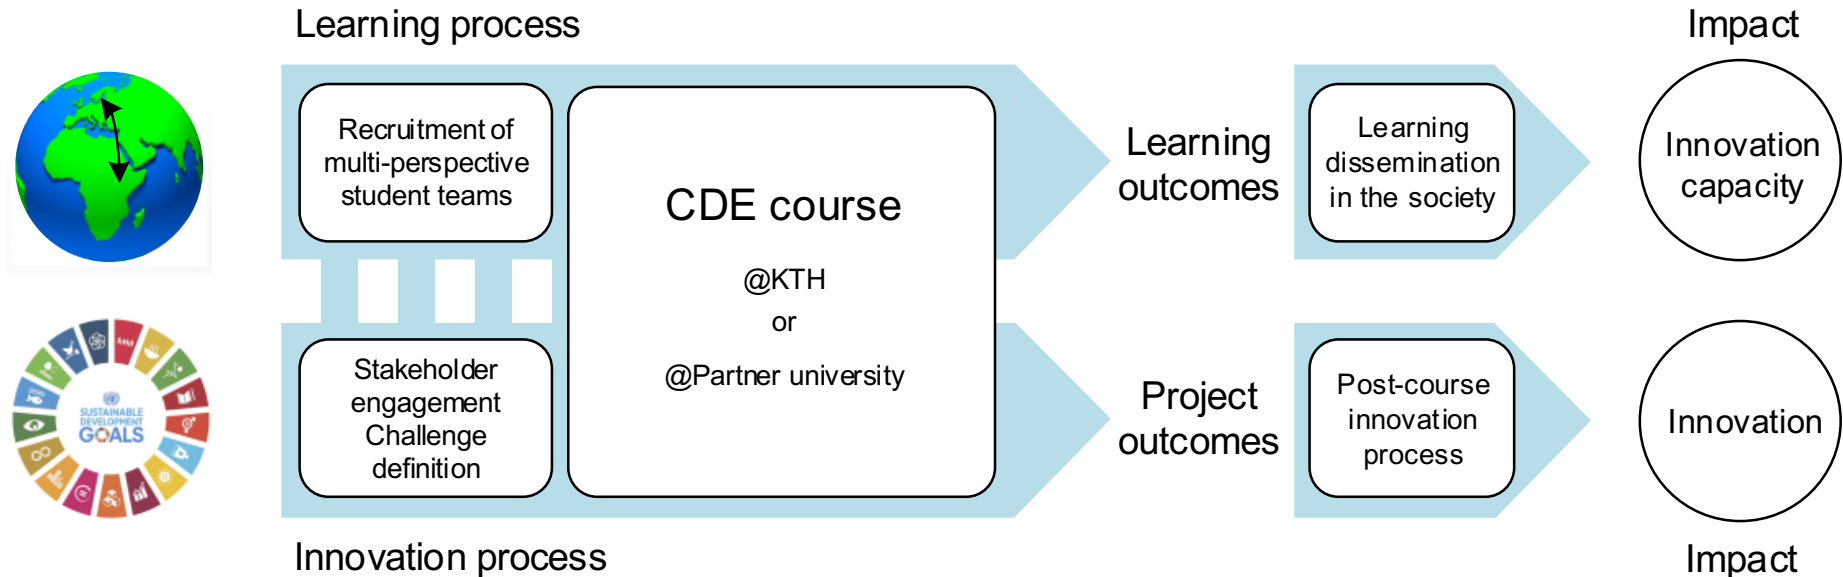 Learning process
Impact
Recruitment of
multi-perspective
student teams
CDE course
@KTH
or
@Partner university
Learning
outcomes
Learning
dissemination
in the society
Innovation
capacity
SUSTAINABLE
DEVELOPMENT
GOALS
Stakeholder
engagement
Challenge
definition
Project
outcomes
Post-course
innovation
process
Innovation
Innovation process
Impact